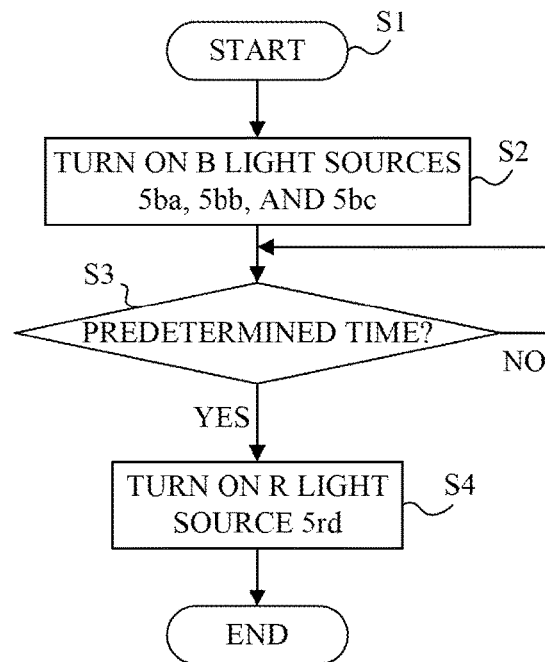 S1
START
S2
TURN ON B LIGHT SOURCES
5ba, 5bb, AND 5bc
S3
PREDETERMINED TIME?
NO
YES
S4
TURN ON R LIGHT
SOURCE 5rd
END